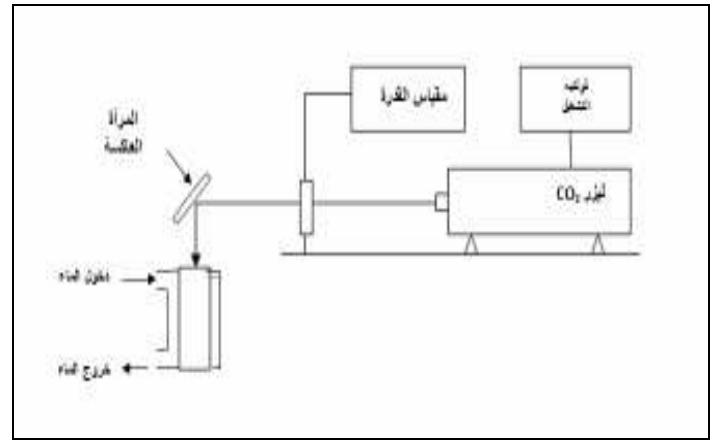 مقياس القدرة
المرآة
العاكسة
ليزر CO₂
دخول الماء
خروج الماء